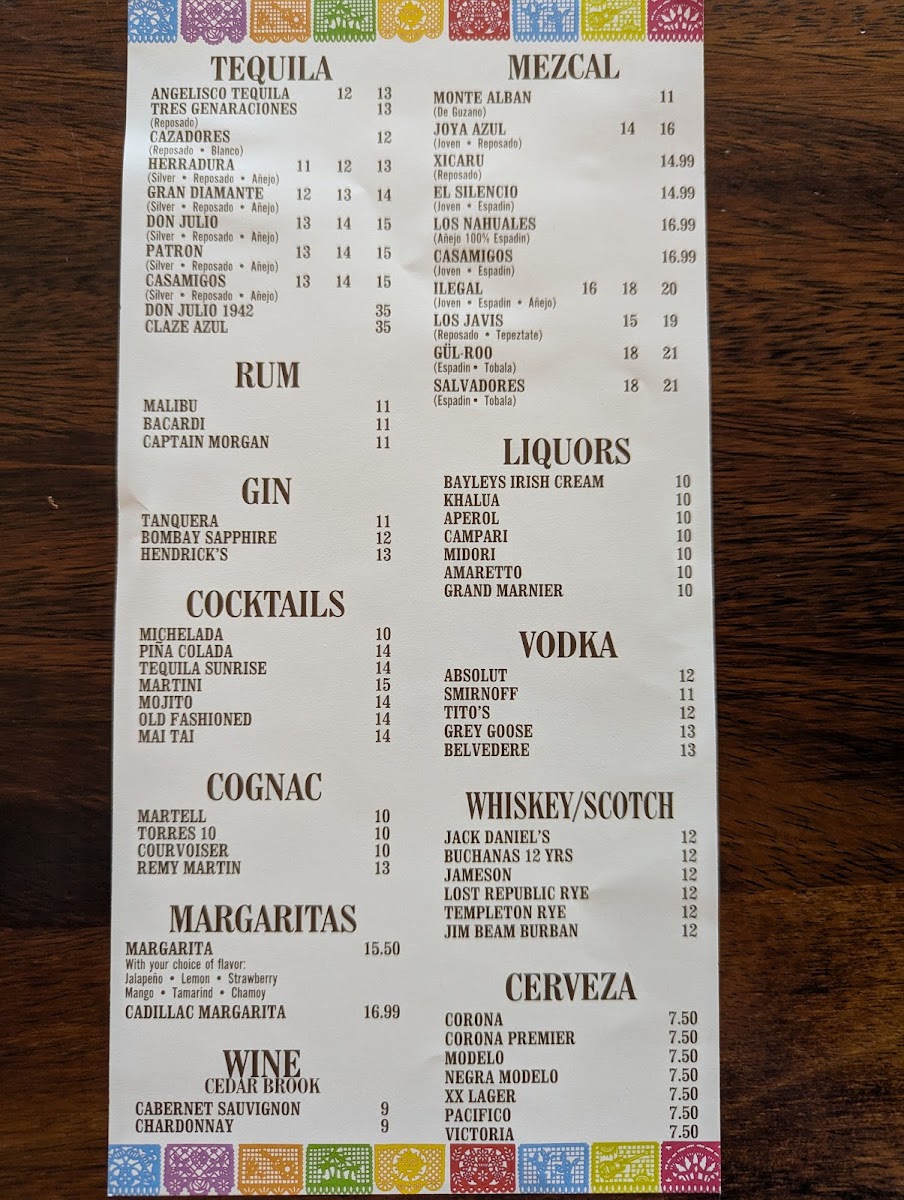 TEQUILA
ANGELISCO TEQUILA 12 13
TRES GENARACIONES 13
(Reposado)
CAZADORES 12
(Reposado • Blanco)
HERRADURA 11 12 13
(Silver • Reposado • Añejo)
GRAN DIAMANTE 12 13 14
(Silver • Reposado • Añejo)
DON JULIO 13 14 15
(Silver • Reposado • Añejo)
PATRON 13 14 15
(Silver • Reposado • Añejo)
CASAMIGOS 13 14 15
(Silver • Reposado • Añejo)
DON JULIO 1942 35
CLAZE AZUL 35
RUM
MALIBU 11
BACARDI 11
CAPTAIN MORGAN 11
GIN
TANQUERA 11
BOMBAY SAPPHIRE 12
HENDRICK'S 13
COCKTAILS
MICHELADA 10
PIÑA COLADA 14
TEQUILA SUNRISE 14
MARTINI 15
MOJITO 14
OLD FASHIONED 14
MAI TAI 14
COGNAC
MARTELL 10
TORRES 10 10
COURVOISER 10
REMY MARTIN 13
MARGARITAS
MARGARITA 15.50
With your choice of flavor:
Jalapeño • Lemon • Strawberry
Mango • Tamarind • Chamoy
CADILLAC MARGARITA 16.99
WINE
CEDAR BROOK
CABERNET SAUVIGNON 9
CHARDONNAY 9
MEZCAL
MONTE ALBAN 11
(De Guzano)
JOYA AZUL 14 16
(Joven • Reposado)
XICARU 14.99
(Reposado)
EL SILENCIO 14.99
(Joven • Espadin)
LOS NAHUALES 16.99
(Añejo 100% Espadin)
CASAMIGOS 16.99
(Joven • Espadin)
ILEGAL 16 18 20
(Joven • Espadin • Añejo)
LOS JAVIS 15 19
(Reposado • Tepeztate)
GÜL-ROO 18 21
(Espadin • Tobala)
SALVADORES 18 21
(Espadin • Tobala)
LIQUORS
BAYLEYS IRISH CREAM 10
KHALUA 10
APEROL 10
CAMPARI 10
MIDORI 10
AMARETTO 10
GRAND MARNIER 10
VODKA
ABSOLUT 12
SMIRNOFF 11
TITO'S 12
GREY GOOSE 13
BELVEDERE 13
WHISKEY/SCOTCH
JACK DANIEL'S 12
BUCHANAS 12 YRS 12
JAMESON 12
LOST REPUBLIC RYE 12
TEMPLETON RYE 12
JIM BEAM BURBAN 12
CERVEZA
CORONA 7.50
CORONA PREMIER 7.50
MODELO 7.50
NEGRA MODELO 7.50
XX LAGER 7.50
PACIFICO 7.50
VICTORIA 7.50